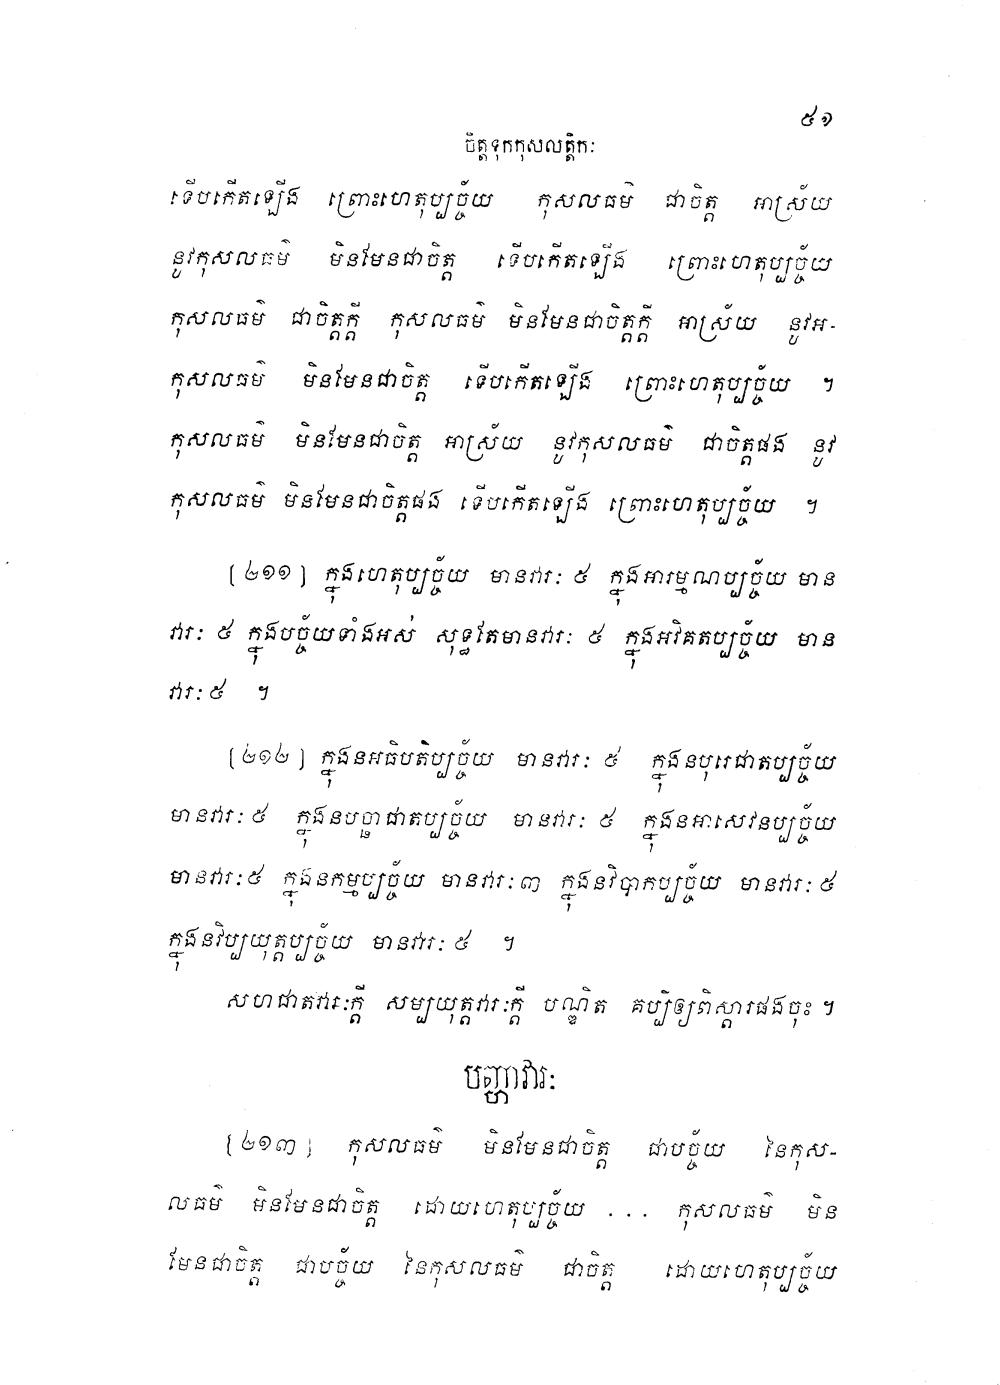 ៥១
ចិត្តទុកកុសលត្តិកៈ
ទើបកើតឡើង ព្រោះហេតុប្បច្ច័យ កុសលធម៌ ជាចិត្ត អាស្រ័យ
នូវកុសលធម៌ មិនមែនជាចិត្ត ទើបកើតឡើង ព្រោះហេតុប្បច្ច័យ
កុសលធម៌ ជាចិត្តក្តី កុសលធម៌ មិនមែនជាចិត្តក្តី អាស្រ័យ នូវអ-
កុសលធម៌ មិនមែនជាចិត្ត ទើបកើតឡើង ព្រោះហេតុប្បច្ច័យ ។
កុសលធម៌ មិនមែនជាចិត្ត អាស្រ័យ នូវកុសលធម៌ ជាចិត្តផង នូវ
កុសលធម៌ មិនមែនជាចិត្តផង ទើបកើតឡើង ព្រោះហេតុប្បច្ច័យ ។
[២១១] ក្នុងហេតុប្បច្ច័យ មានវារៈ ៥ ក្នុងអារម្មណប្បច្ច័យ មាន
វារៈ ៥ ក្នុងបច្ច័យទាំងអស់ សុទ្ធតែមានវារៈ ៥ ក្នុងអវិគតប្បច្ច័យ មាន
វារៈ ៥ ។
[២១២] ក្នុងនអធិបតិប្បច្ច័យ មានវារៈ ៥ ក្នុងនបុរេជាតប្បច្ច័យ
មានវារៈ ៥ ក្នុងនបច្ឆាជាតប្បច្ច័យ មានវារៈ ៥ ក្នុងនអាសេវនប្បច្ច័យ
មានវារៈ ៥ ក្នុងនកម្មប្បច្ច័យ មានវារៈ ៣ ក្នុងនវិបាកប្បច្ច័យ មានវារៈ ៥
ក្នុងនវិប្បយុត្តប្បច្ច័យ មានវារៈ ៥ ។
សហជាតវារៈក្តី សម្បយុត្តវារៈក្តី បណ្ឌិត គប្បីឲ្យពិស្តារផងចុះ ។
បញ្ហាវារៈ
[២១៣] កុសលធម៌ មិនមែនជាចិត្ត ជាបច្ច័យ នៃកុស-
លធម៌ មិនមែនជាចិត្ត ដោយហេតុប្បច្ច័យ ... កុសលធម៌ មិន
មែនជាចិត្ត ជាបច្ច័យ នៃកុសលធម៌ ជាចិត្ត ដោយហេតុប្បច្ច័យ